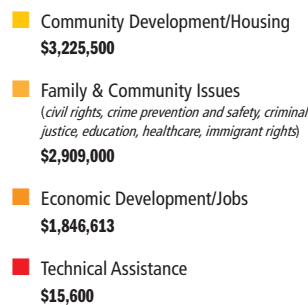 Community Development/Housing
$3,225,500
Family & Community Issues
(civil rights, crime prevention and safety, criminal
justice, education, healthcare, immigrant rights)
$2,909,000
Economic Development/Jobs
$1,846,613
Technical Assistance
$15,600